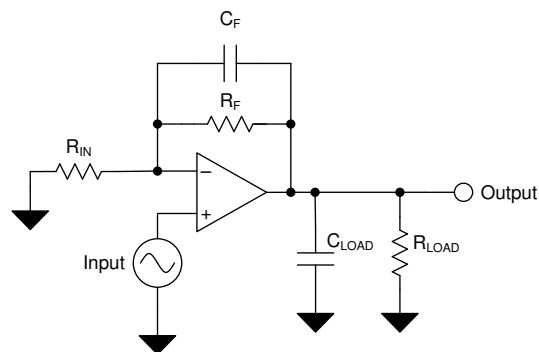 C_F
R_F
R_IN
−
+
Output
Input
C_LOAD
R_LOAD